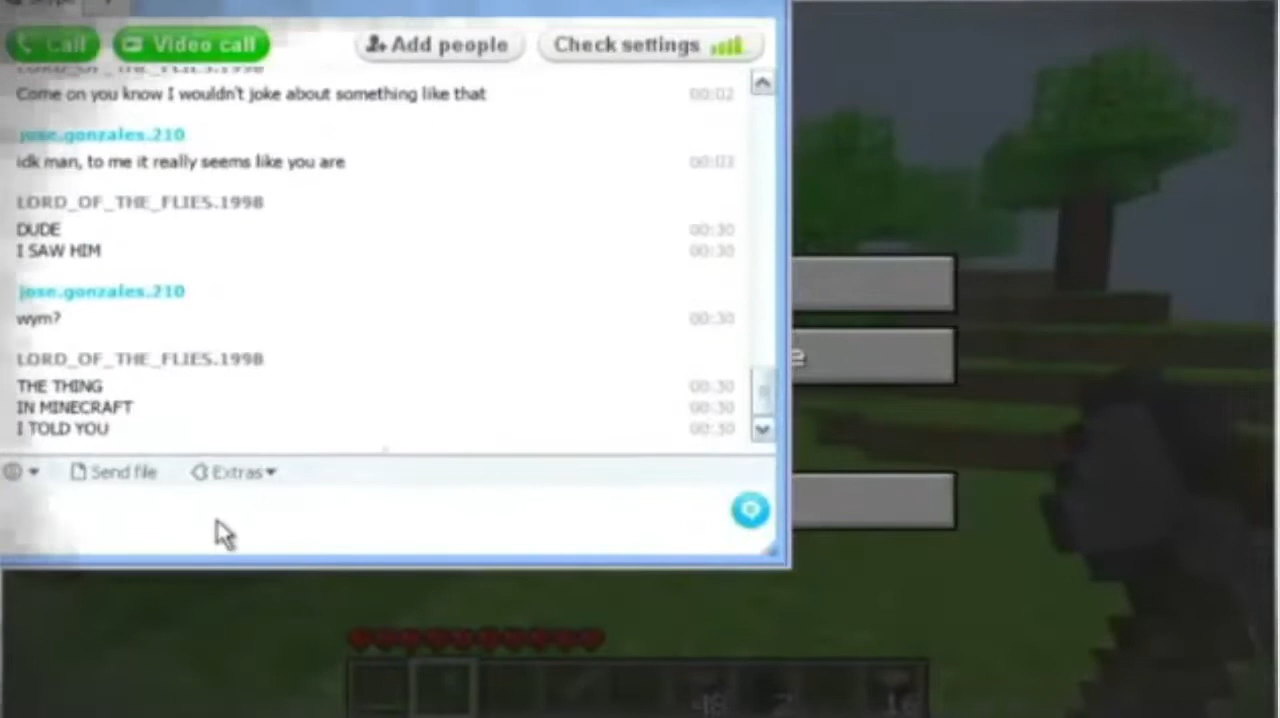 Call Video call Add people Check settings
LORD_OF_THE_FLIES.1998
Come on you know I wouldn't joke about something like that 00:02
jose.gonzales.210
idk man, to me it really seems like you are 00:03
LORD_OF_THE_FLIES.1998
DUDE 00:30
I SAW HIM 00:30
jose.gonzales.210
wym? 00:30
LORD_OF_THE_FLIES.1998
THE THING 00:30
IN MINECRAFT 00:30
I TOLD YOU 00:30
Send file Extras
e
2